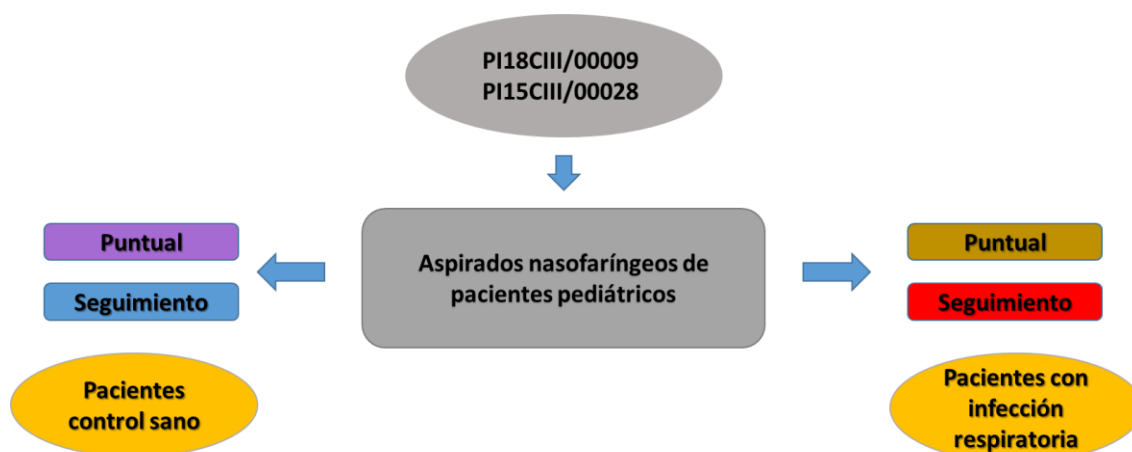 PI18CIII/00009
PI15CIII/00028
Aspirados nasofaríngeos de
pacientes pediátricos
Puntual
Seguimiento
Pacientes
control sano
Puntual
Seguimiento
Pacientes con
infección
respiratoria